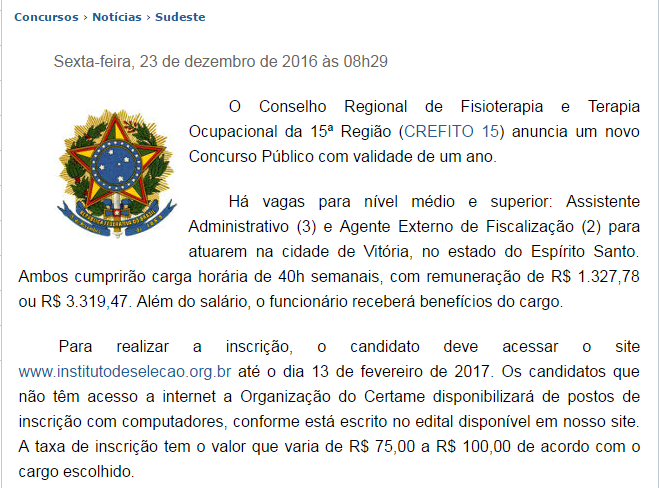 Concursos › Notícias › Sudeste
Sexta-feira, 23 de dezembro de 2016 às 08h29
O Conselho Regional de Fisioterapia e Terapia
Ocupacional da 15ª Região (CREFITO 15) anuncia um novo
Concurso Público com validade de um ano.
Há vagas para nível médio e superior: Assistente
Administrativo (3) e Agente Externo de Fiscalização (2) para
atuarem na cidade de Vitória, no estado do Espírito Santo.
Ambos cumprirão carga horária de 40h semanais, com remuneração de R$ 1.327,78
ou R$ 3.319,47. Além do salário, o funcionário receberá benefícios do cargo.
Para realizar a inscrição, o candidato deve acessar o site
www.institutodeselecao.org.br até o dia 13 de fevereiro de 2017. Os candidatos que
não têm acesso a internet a Organização do Certame disponibilizará de postos de
inscrição com computadores, conforme está escrito no edital disponível em nosso site.
A taxa de inscrição tem o valor que varia de R$ 75,00 a R$ 100,00 de acordo com o
cargo escolhido.